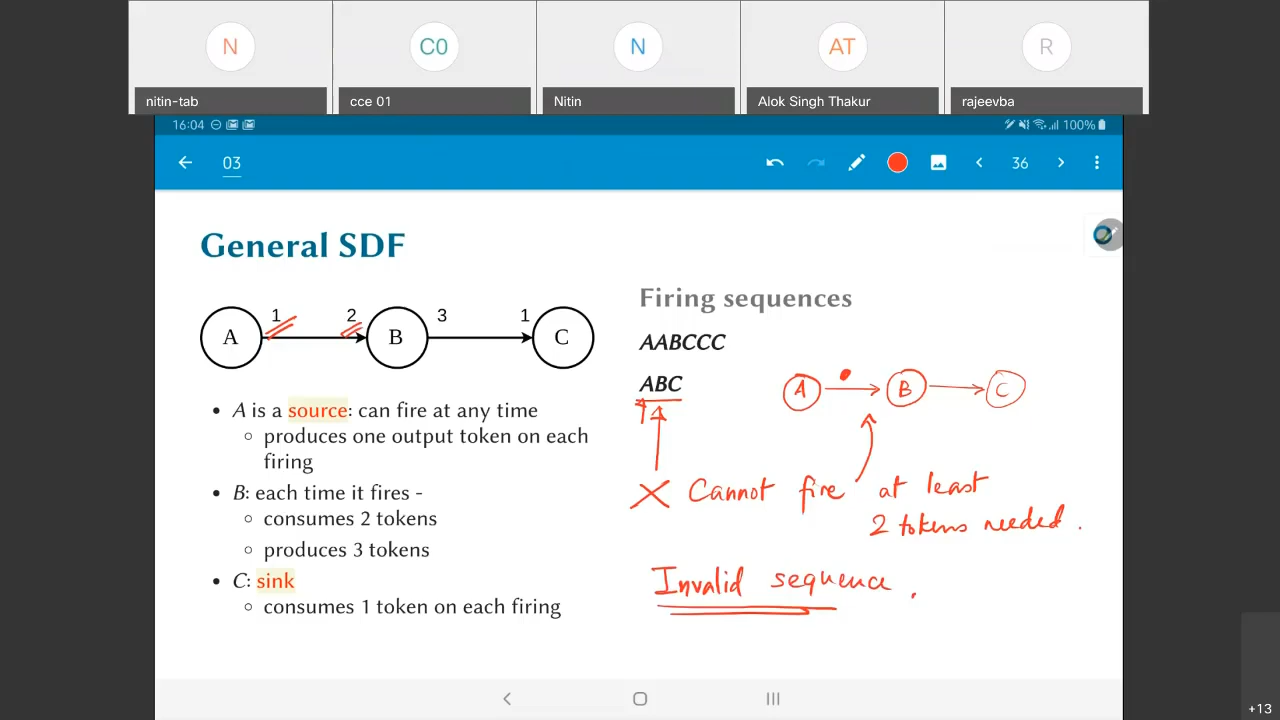 N
C0
N
AT
R
nitin-tab
cce 01
Nitin
Alok Singh Thakur
rajeevba
16:04
100%
03
36
General SDF
A
1
2
B
3
1
C
• A is a source: can fire at any time
◦ produces one output token on each
firing
• B: each time it fires -
◦ consumes 2 tokens
◦ produces 3 tokens
• C: sink
◦ consumes 1 token on each firing
Firing sequences
AABCCC
ABC
A
B
C
X Cannot fire at least
2 tokens needed.
Invalid sequence.
+13